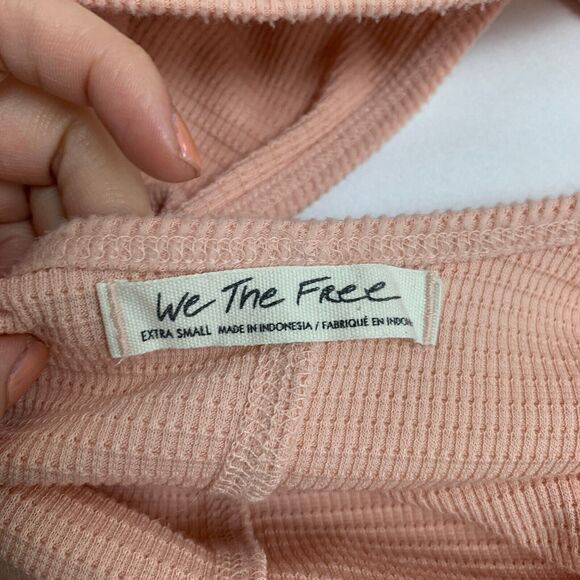 We The Free
EXTRA SMALL MADE IN INDONESIA / FABRIQUÉ EN